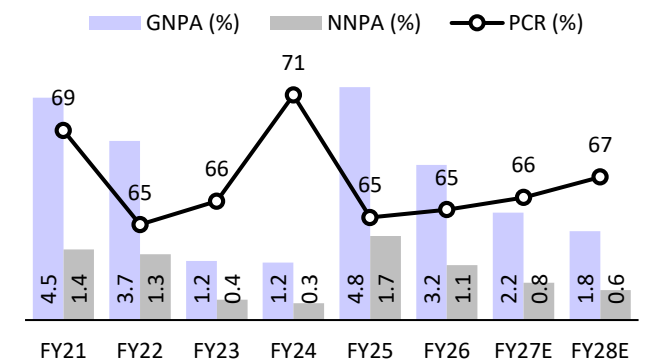 GNPA (%) NNPA (%) PCR (%)
69 65 66 71 65 65 66 67
4.5 1.4 3.7 1.3 1.2 0.4 1.2 0.3 4.8 1.7 3.2 1.1 2.2 0.8 1.8 0.6
FY21 FY22 FY23 FY24 FY25 FY26 FY27E FY28E